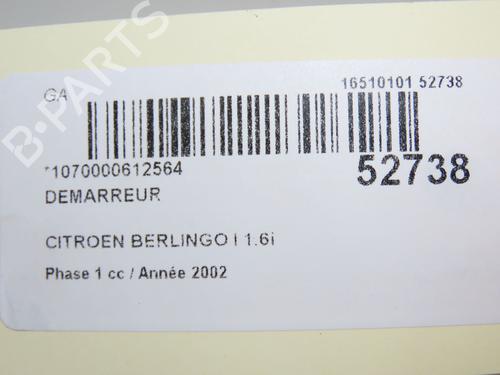 B-PARTS
GA
16510101 52738
*1070000612564
52738
DEMARREUR
CITROEN BERLINGO I 1.6i
Phase 1 cc / Année 2002